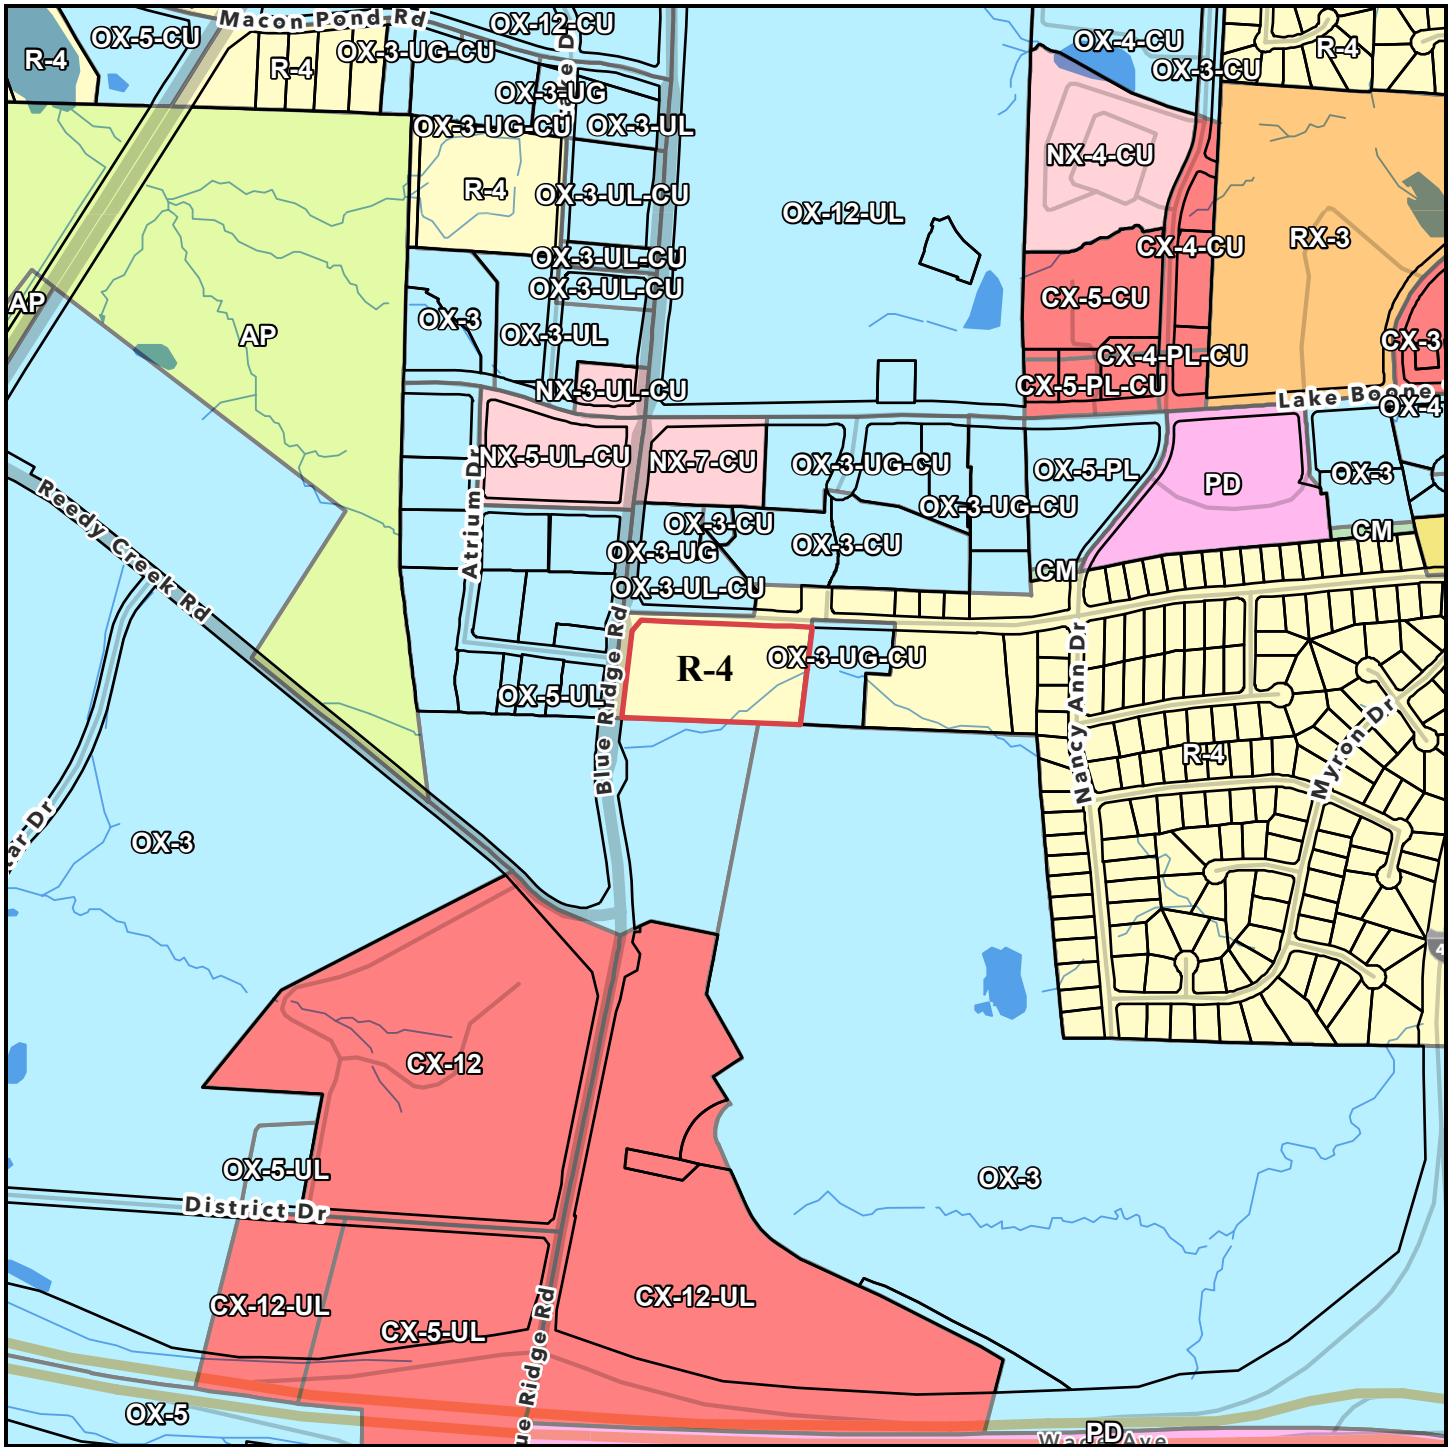 Macon Pond Rd
OX-12-CU
OX-5-CU
OX-4-CU
R-4
OX-3-UG-CU
R-4
R-4
OX-3-CU
OX-3-UG
OX-3-UG-CU
OX-3-UL
NX-4-CU
R-4
OX-3-UL-CU
OX-12-UL
RX-3
CX-4-CU
OX-3-UL-CU
OX-3-UL-CU
CX-5-CU
AP
AP
OX-3
OX-3-UL
CX-3
CX-4-PL-CU
CX-5-PL-CU
NX-3-UL-CU
Lake Boone
OX-4
NX-5-UL-CU
NX-7-CU
OX-3-UG-CU
OX-5-PL
OX-3
PD
Atrium Dr
OX-3-UG-CU
OX-3-CU
CM
OX-3-UG
OX-3-CU
Reedy Creek Rd
CM
OX-3-UL-CU
R-4
OX-3-UG-CU
Nancy Ann Dr
OX-5-UL
Blue Ridge Rd
R-4
Myron Dr
OX-3
CX-12
OX-5-UL
OX-3
District Dr
CX-12-UL
CX-12-UL
CX-5-UL
ue Ridge Rd
OX-5
PD
Wade Ave